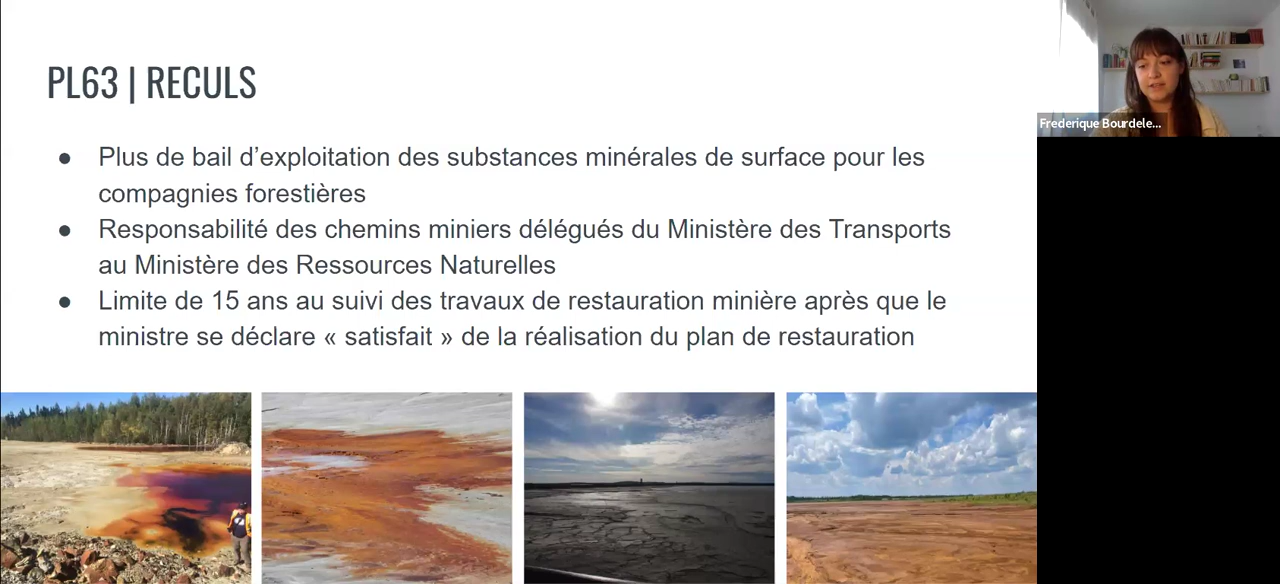 PL63 | RECULS
● Plus de bail d’exploitation des substances minérales de surface pour les
compagnies forestières
● Responsabilité des chemins miniers délégués du Ministère des Transports
au Ministère des Ressources Naturelles
● Limite de 15 ans au suivi des travaux de restauration minière après que le
ministre se déclare « satisfait » de la réalisation du plan de restauration
Frederique Bourdele...